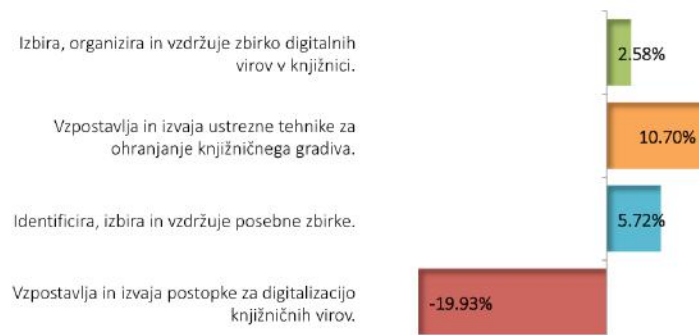 Izbira, organizira in vzdržuje zbirko digitalnih
virov v knjižnici.
2.58%
Vzpostavlja in izvaja ustrezne tehnike za
ohranjanje knjižničnega gradiva.
10.70%
Identificira, izbira in vzdržuje posebne zbirke.
5.72%
Vzpostavlja in izvaja postopke za digitalizacijo
knjižničnih virov.
-19.93%